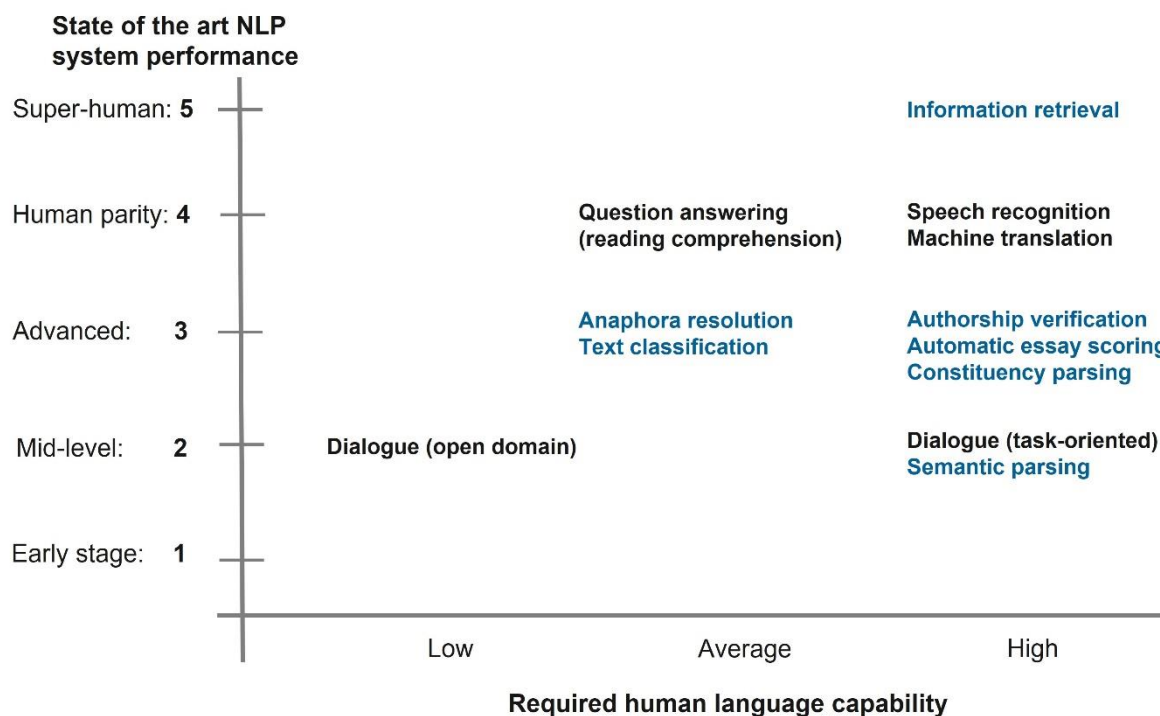 State of the art NLP
system performance
Super-human: 5
Information retrieval
Human parity: 4
Question answering
(reading comprehension)
Speech recognition
Machine translation
Advanced: 3
Anaphora resolution
Text classification
Authorship verification
Automatic essay scoring
Constituency parsing
Mid-level: 2
Dialogue (open domain)
Dialogue (task-oriented)
Semantic parsing
Early stage: 1
Low
Average
High
Required human language capability